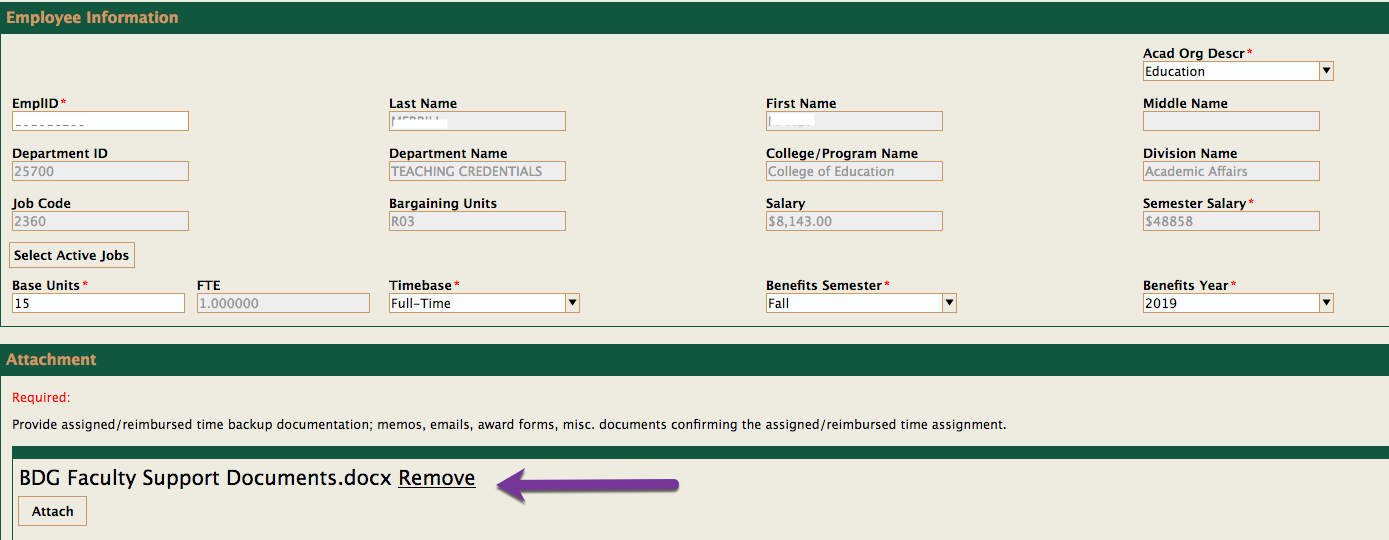 Employee Information
Acad Org Descr*
Education
EmplID* Last Name First Name Middle Name
Department ID Department Name College/Program Name Division Name
25700 TEACHING CREDENTIALS College of Education Academic Affairs
Job Code Bargaining Units Salary Semester Salary*
2360 R03 $8,143.00 $48858
Select Active Jobs
Base Units* FTE Timebase* Benefits Semester* Benefits Year*
15 1.000000 Full-Time Fall 2019
Attachment
Required:
Provide assigned/reimbursed time backup documentation; memos, emails, award forms, misc. documents confirming the assigned/reimbursed time assignment.
BDG Faculty Support Documents.docx Remove
Attach